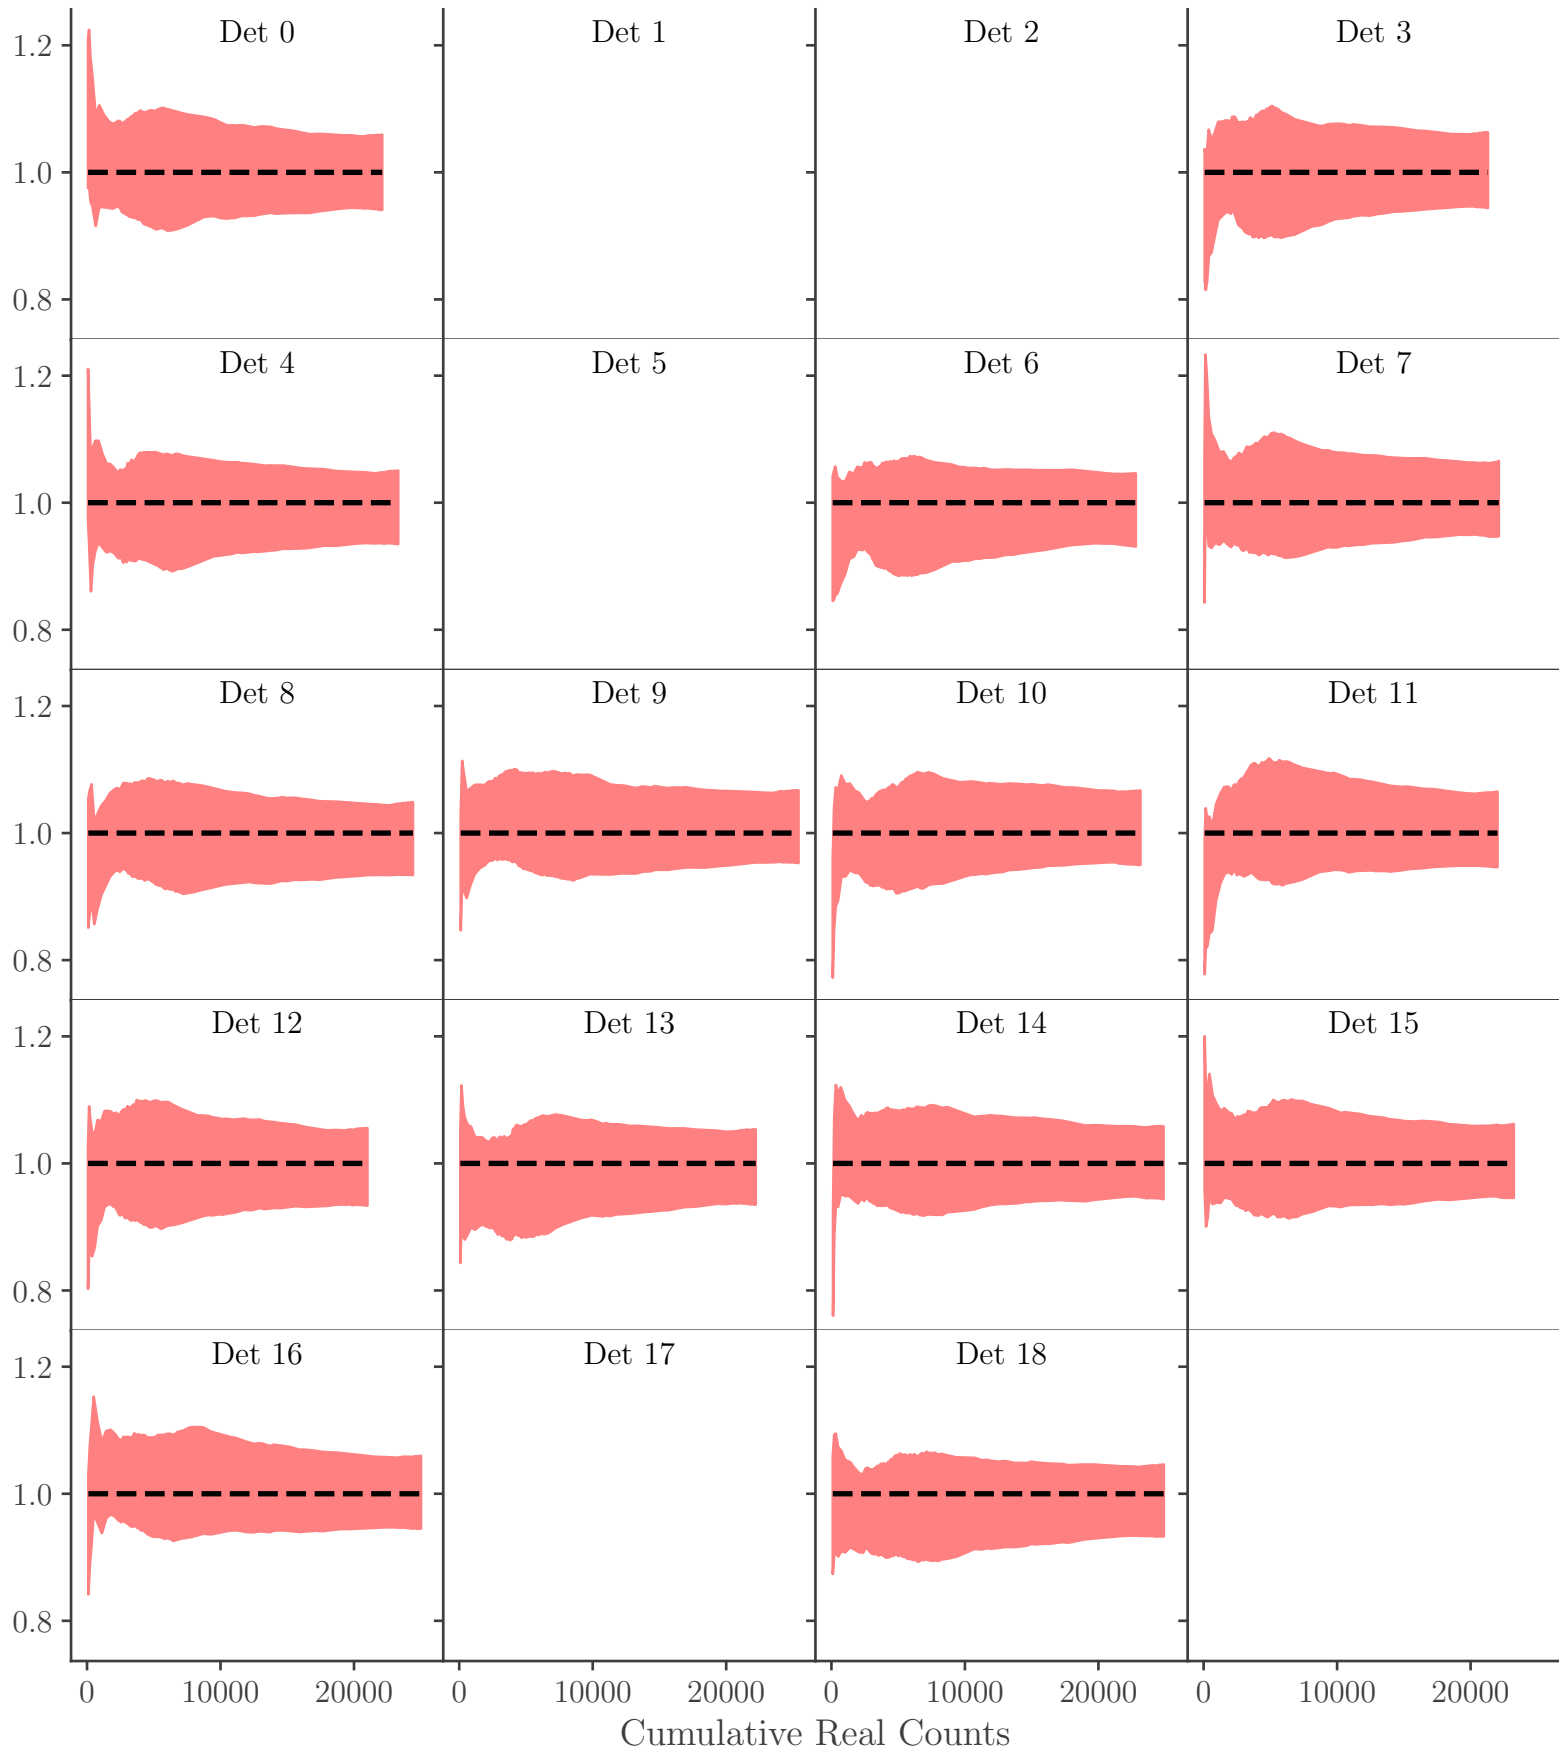 Det 0 Det 1 Det 2 Det 3
1.2
1.0
0.8
Det 4 Det 5 Det 6 Det 7
1.2
1.0
0.8
Det 8 Det 9 Det 10 Det 11
1.2
1.0
0.8
Det 12 Det 13 Det 14 Det 15
1.2
1.0
0.8
Det 16 Det 17 Det 18
1.2
1.0
0.8
0 10000 20000 0 10000 20000 0 10000 20000 0 10000 20000
Cumulative Real Counts